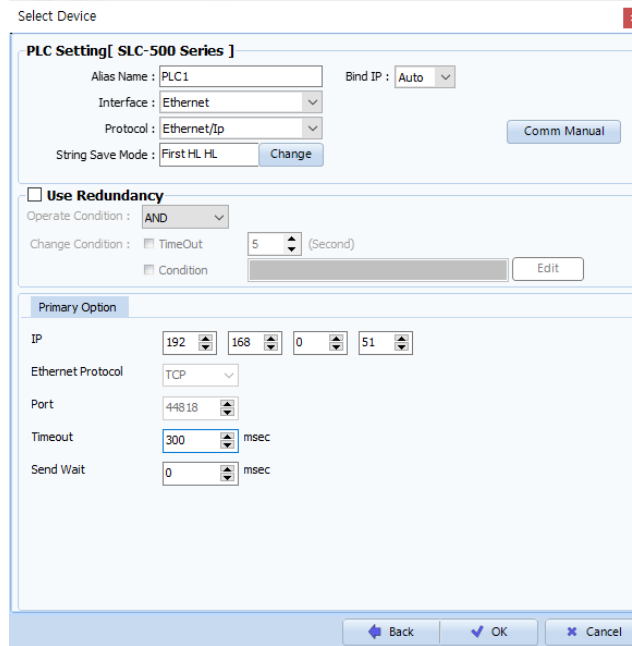 Select Device
PLC Setting[ SLC-500 Series ]
Alias Name : PLC1 Bind IP : Auto
Interface : Ethernet
Protocol : Ethernet/Ip Comm Manual
String Save Mode : First HL HL Change
Use Redundancy
Operate Condition : AND
Change Condition : TimeOut 5 (Second)
Condition Edit
Primary Option
IP 192 168 0 51
Ethernet Protocol TCP
Port 44818
Timeout 300 msec
Send Wait 0 msec
Back OK Cancel